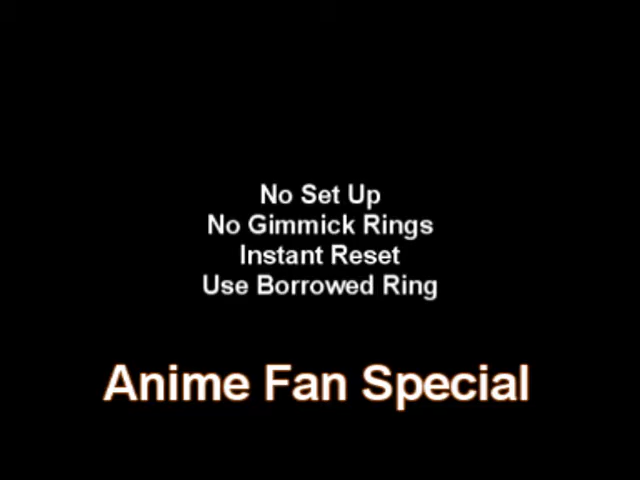 No Set Up
No Gimmick Rings
Instant Reset
Use Borrowed Ring
Anime Fan Special